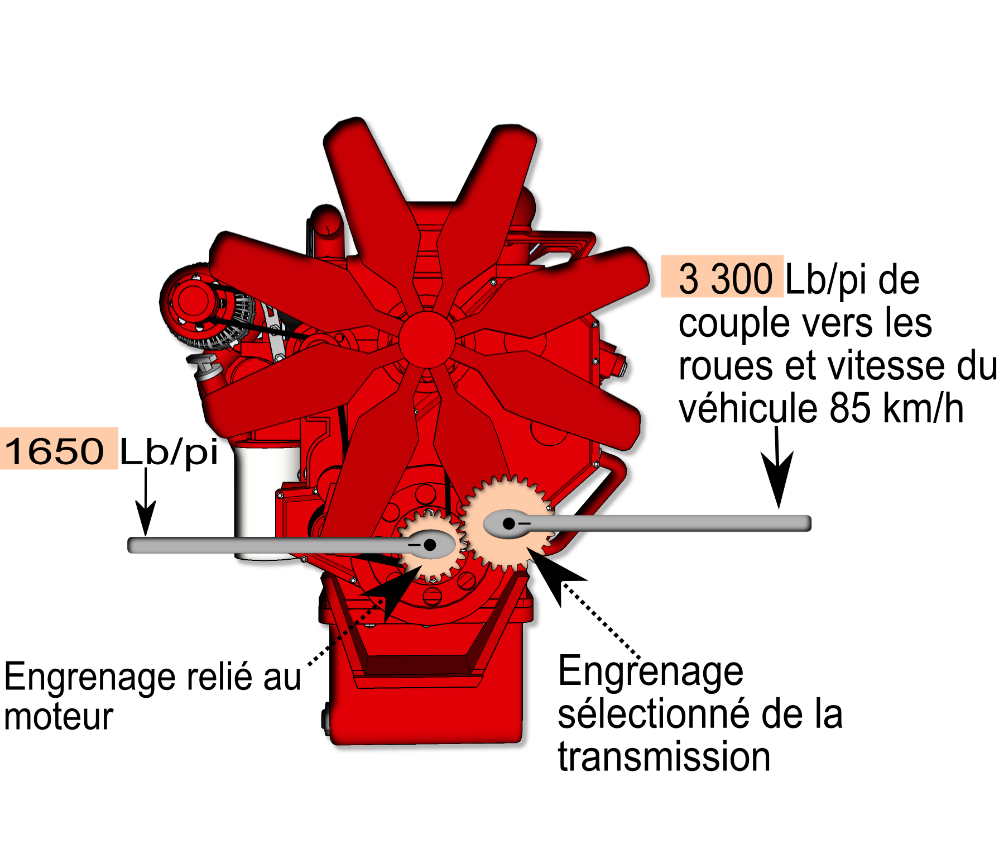 3 300 Lb/pi de
couple vers les
roues et vitesse du
véhicule 85 km/h
1650 Lb/pi
Engrenage relié au
moteur
Engrenage
sélectionné de la
transmission